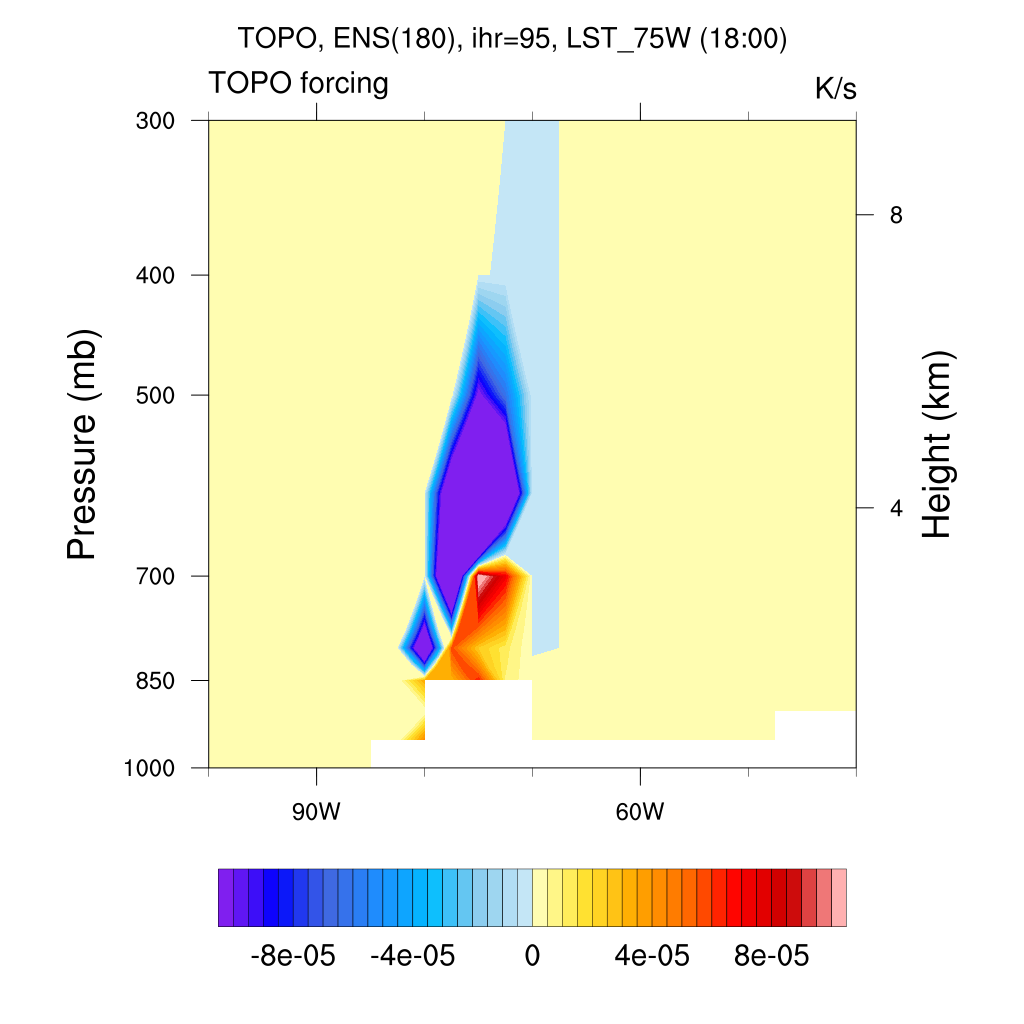 TOPO, ENS(180), ihr=95, LST_75W (18:00)
TOPO forcing K/s
300
400
500
700
850
1000
Pressure (mb)
8
4
Height (km)
90W 60W
-8e-05 -4e-05 0 4e-05 8e-05